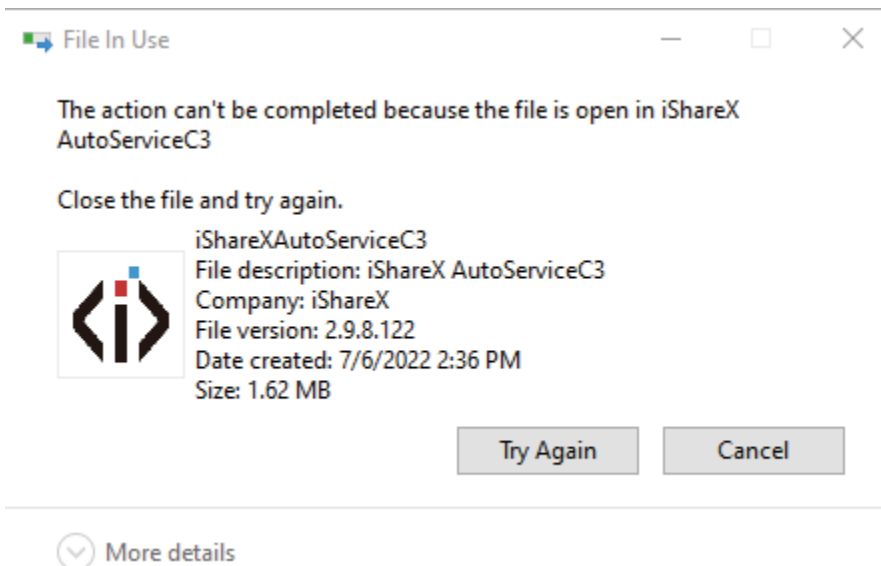 File In Use
The action can't be completed because the file is open in iShareX
AutoServiceC3
Close the file and try again.
iShareXAutoServiceC3
File description: iShareX AutoServiceC3
Company: iShareX
File version: 2.9.8.122
Date created: 7/6/2022 2:36 PM
Size: 1.62 MB
Try Again
Cancel
More details